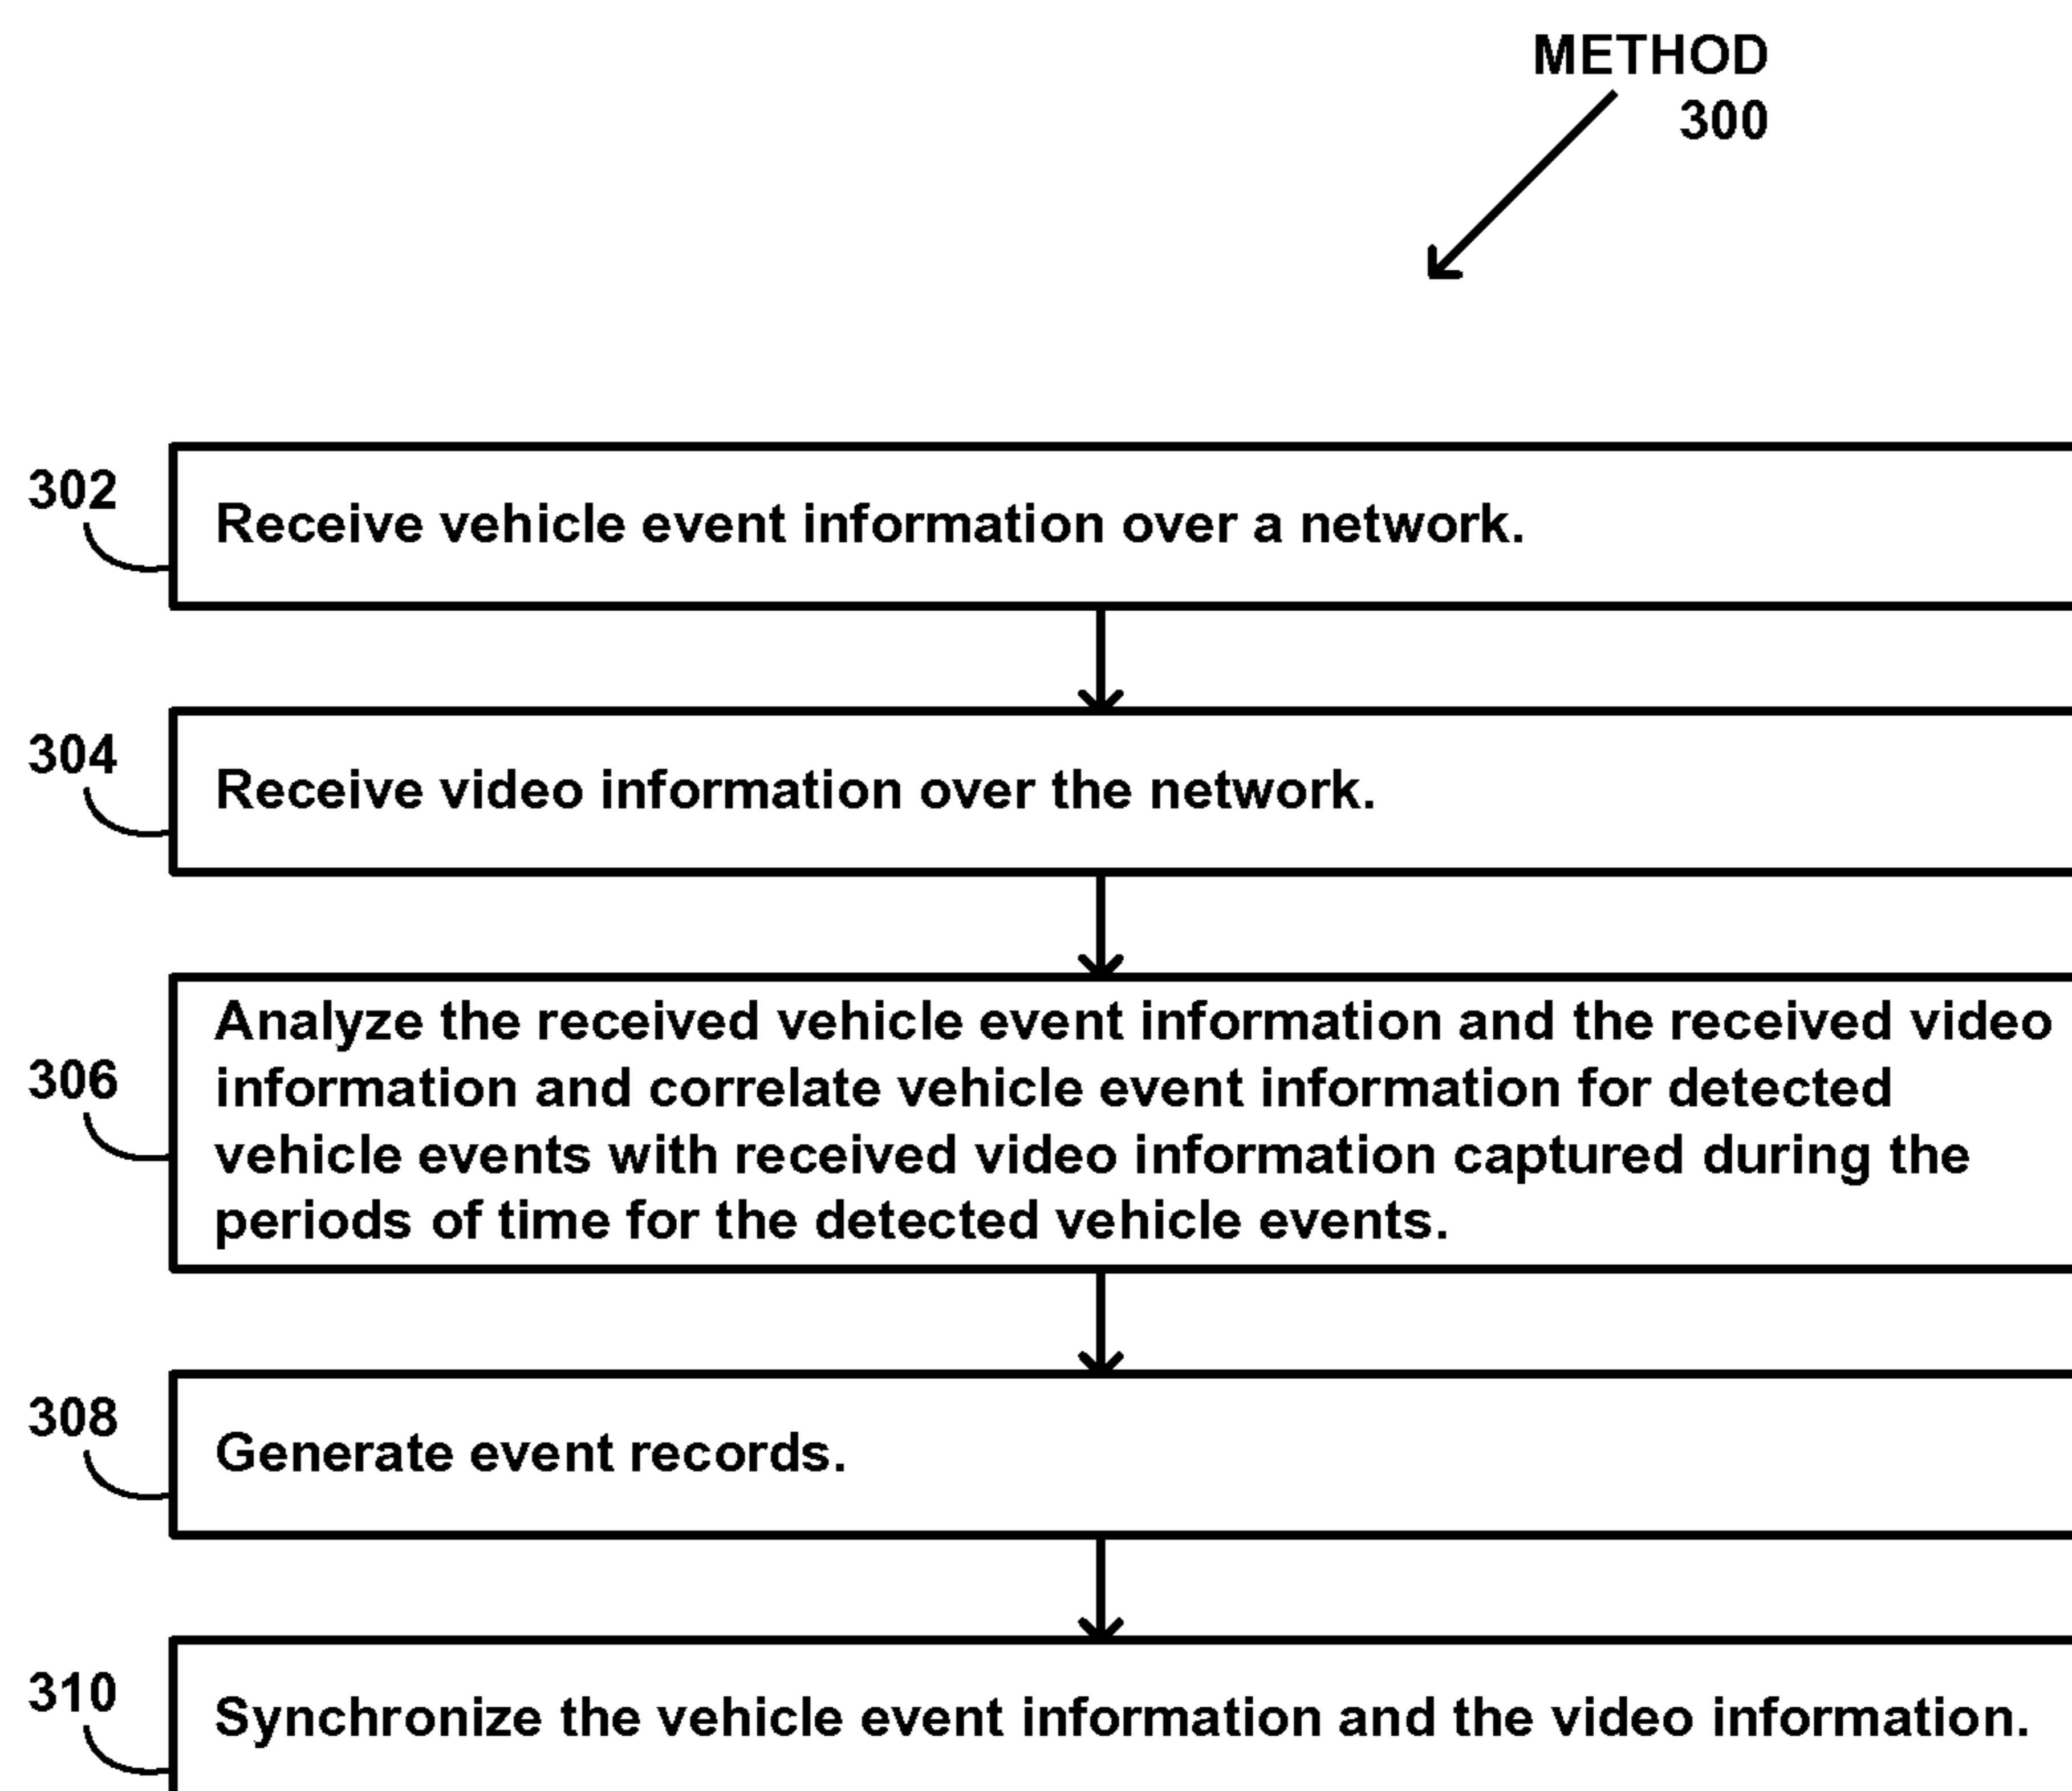 METHOD
300
302
Receive vehicle event information over a network.
304
Receive video information over the network.
306
Analyze the received vehicle event information and the received video
information and correlate vehicle event information for detected
vehicle events with received video information captured during the
periods of time for the detected vehicle events.
308
Generate event records.
310
Synchronize the vehicle event information and the video information.